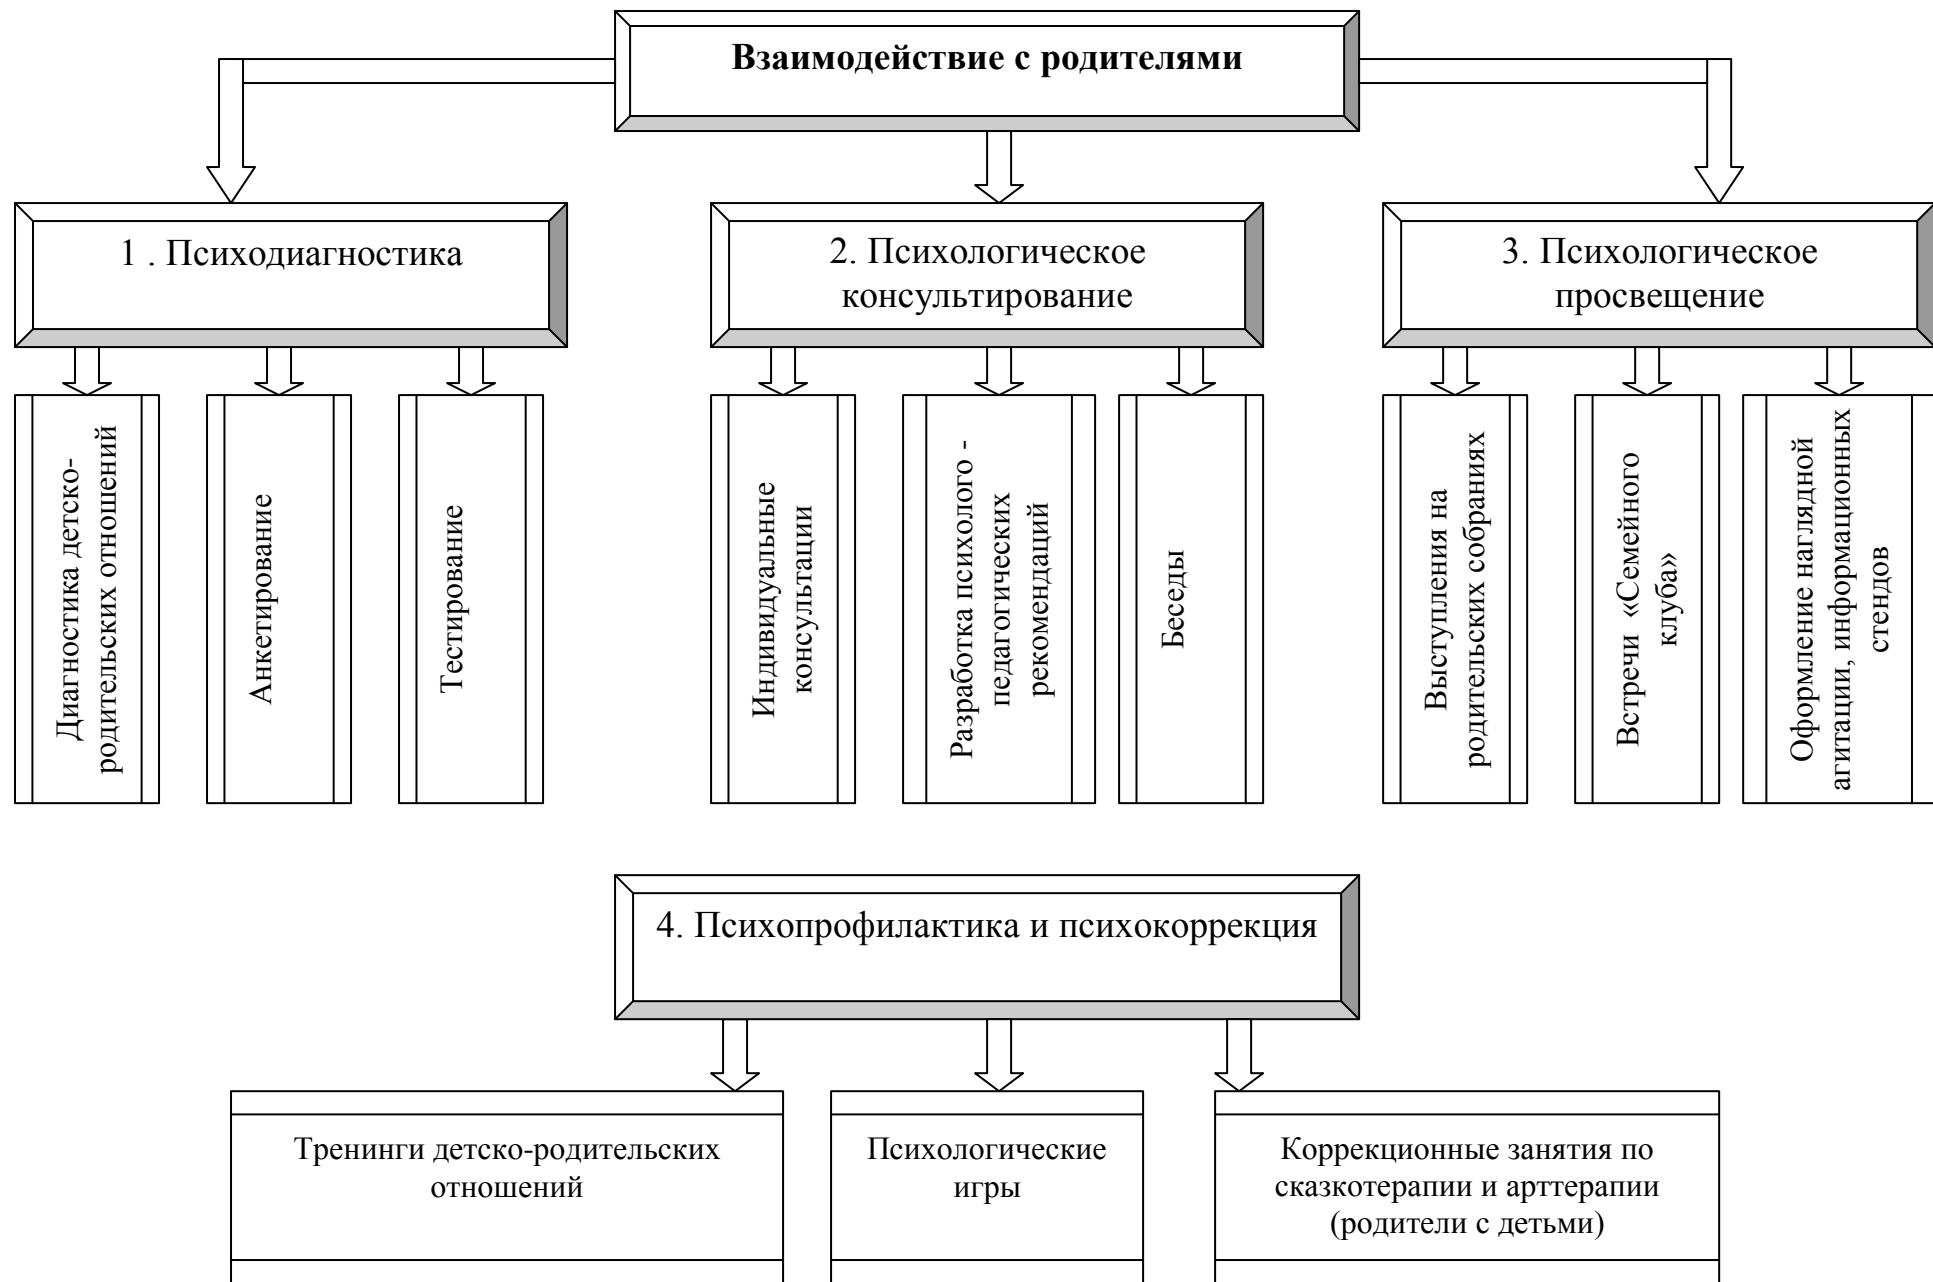 Взаимодействие с родителями
1 . Психодиагностика
2. Психологическое
консультирование
3. Психологическое
просвещение
Диагностика детско-
родительских отношений
Анкетирование
Тестирование
Индивидуальные
консультации
Разработка психолого -
педагогических
рекомендаций
Беседы
Выступления на
родительских собраниях
Встречи «Семейного
клуба»
Оформление наглядной
агитации, информационных
стендов
4. Психопрофилактика и психокоррекция
Тренинги детско-родительских
отношений
Психологические
игры
Коррекционные занятия по
сказкотерапии и арттерапии
(родители с детьми)